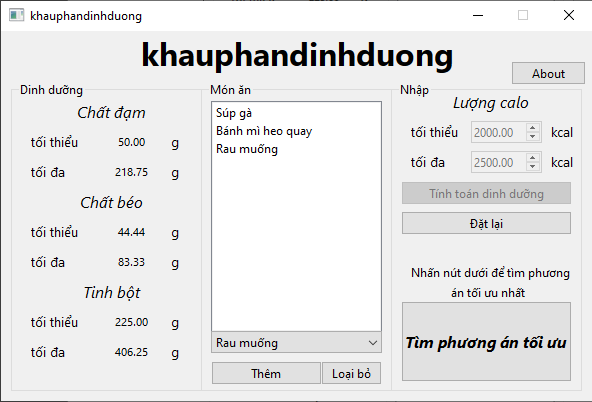 khauphandinhduong
khauphandinhduong
About
Dinh dưỡng
Chất đạm
tối thiểu 50.00 g
tối đa 218.75 g
Chất béo
tối thiểu 44.44 g
tối đa 83.33 g
Tinh bột
tối thiểu 225.00 g
tối đa 406.25 g
Món ăn
Súp gà
Bánh mì heo quay
Rau muống
Rau muống
Thêm Loại bỏ
Nhập
Lượng calo
tối thiểu 2000.00 kcal
tối đa 2500.00 kcal
Tính toán dinh dưỡng
Đặt lại
Nhấn nút dưới để tìm phương
án tối ưu nhất
Tìm phương án tối ưu